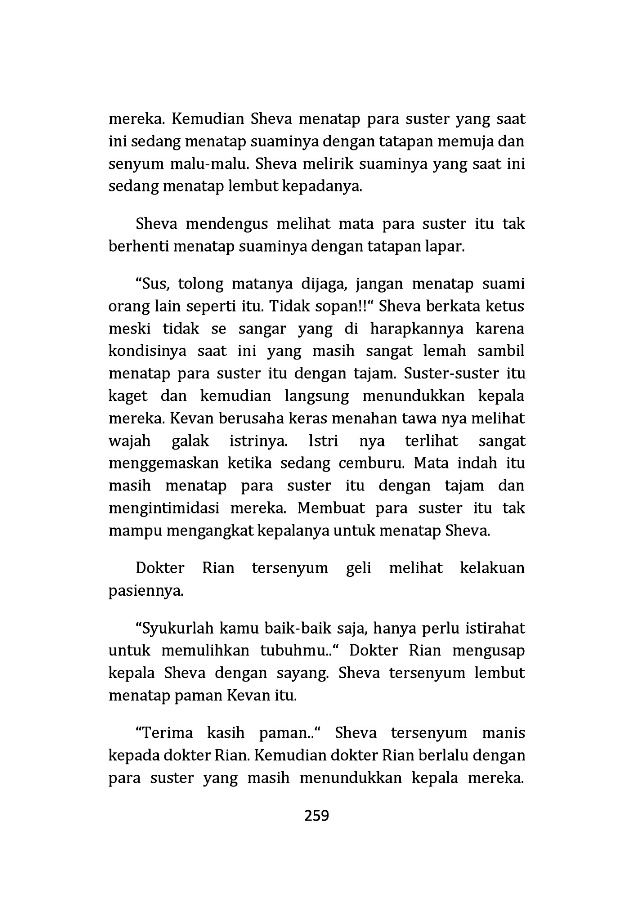 mereka. Kemudian Sheva menatap para suster yang saat
ini sedang menatap suaminya dengan tatapan memuja dan
senyum malu-malu. Sheva melirik suaminya yang saat ini
sedang menatap lembut kepadanya.
Sheva mendengus melihat mata para suster itu tak
berhenti menatap suaminya dengan tatapan lapar.
“Sus, tolong matanya dijaga, jangan menatap suami
orang lain seperti itu. Tidak sopan!!“ Sheva berkata ketus
meski tidak se sangar yang di harapkannya karena
kondisinya saat ini yang masih sangat lemah sambil
menatap para suster itu dengan tajam. Suster-suster itu
kaget dan kemudian langsung menundukkan kepala
mereka. Kevan berusaha keras menahan tawa nya melihat
wajah galak istrinya. Istri nya terlihat sangat
menggemaskan ketika sedang cemburu. Mata indah itu
masih menatap para suster itu dengan tajam dan
mengintimidasi mereka. Membuat para suster itu tak
mampu mengangkat kepalanya untuk menatap Sheva.
Dokter Rian tersenyum geli melihat kelakuan
pasiennya.
“Syukurlah kamu baik-baik saja, hanya perlu istirahat
untuk memulihkan tubuhmu..“ Dokter Rian mengusap
kepala Sheva dengan sayang. Sheva tersenyum lembut
menatap paman Kevan itu.
“Terima kasih paman..“ Sheva tersenyum manis
kepada dokter Rian. Kemudian dokter Rian berlalu dengan
para suster yang masih menundukkan kepala mereka.
259